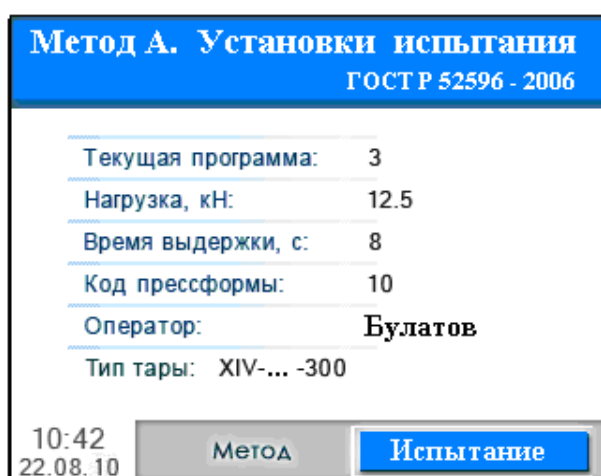 Метод А. Установки испытания
ГОСТ Р 52596 - 2006
Текущая программа: 3
Нагрузка, кН: 12.5
Время выдержки, с: 8
Код прессформы: 10
Оператор: Булатов
Тип тары: XIV-... -300
10:42
22.08.10
Метод
Испытание